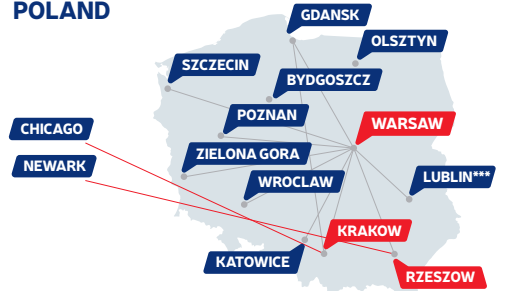 POLAND
GDANSK
OLSZTYN
SZCZECIN
BYDGOSZCZ
POZNAN
WARSAW
CHICAGO
ZIELONA GORA
NEWARK
WROCLAW
LUBLIN***
KRAKOW
KATOWICE
RZESZOW